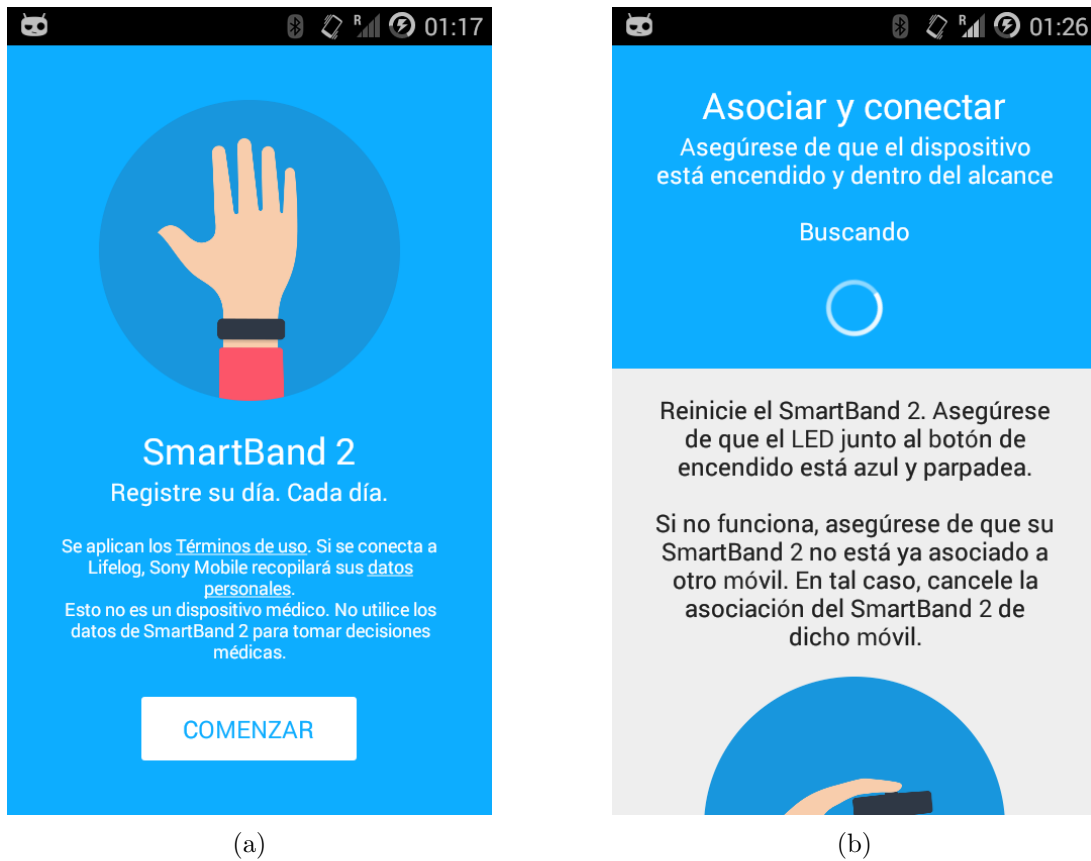 R 01:17
SmartBand 2
Registre su día. Cada día.
Se aplican los Términos de uso. Si se conecta a
Lifelog, Sony Mobile recopilará sus datos
personales.
Esto no es un dispositivo médico. No utilice los
datos de SmartBand 2 para tomar decisiones
médicas.
COMENZAR
(a)
R 01:26
Asociar y conectar
Asegúrese de que el dispositivo
está encendido y dentro del alcance
Buscando
Reinicie el SmartBand 2. Asegúrese
de que el LED junto al botón de
encendido está azul y parpadea.
Si no funciona, asegúrese de que su
SmartBand 2 no está ya asociado a
otro móvil. En tal caso, cancele la
asociación del SmartBand 2 de
dicho móvil.
(b)